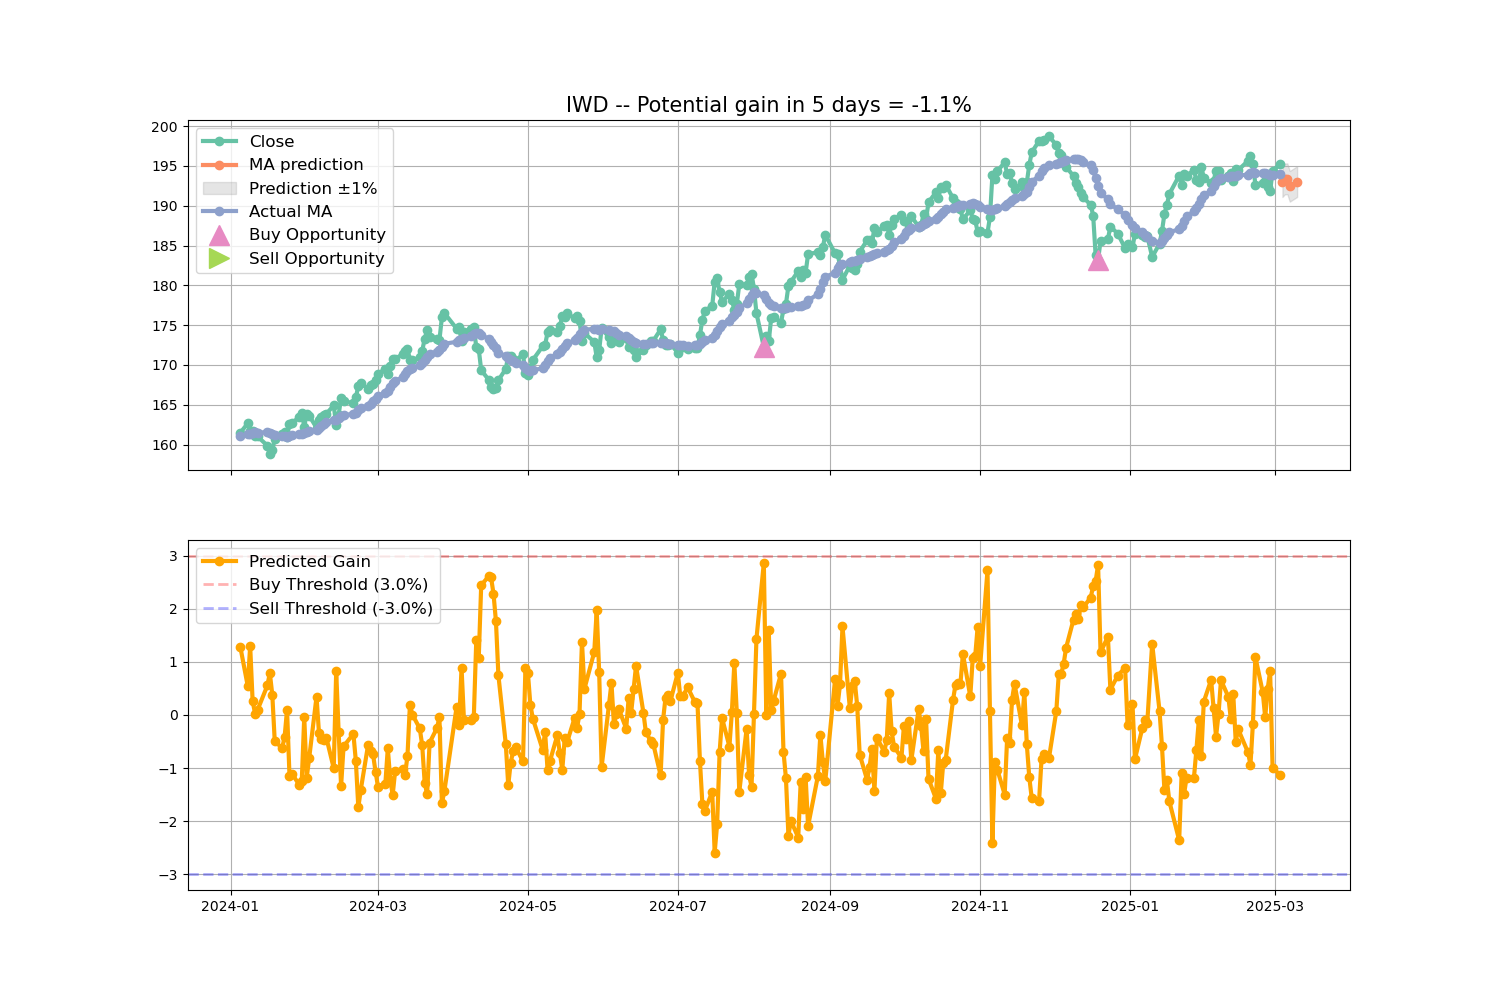 IWD -- Potential gain in 5 days = -1.1%
200
195
190
185
180
175
170
165
160
Close
MA prediction
Prediction ±1%
Actual MA
Buy Opportunity
Sell Opportunity
3
2
1
0
−1
−2
−3
Predicted Gain
Buy Threshold (3.0%)
Sell Threshold (-3.0%)
2024-01
2024-03
2024-05
2024-07
2024-09
2024-11
2025-01
2025-03